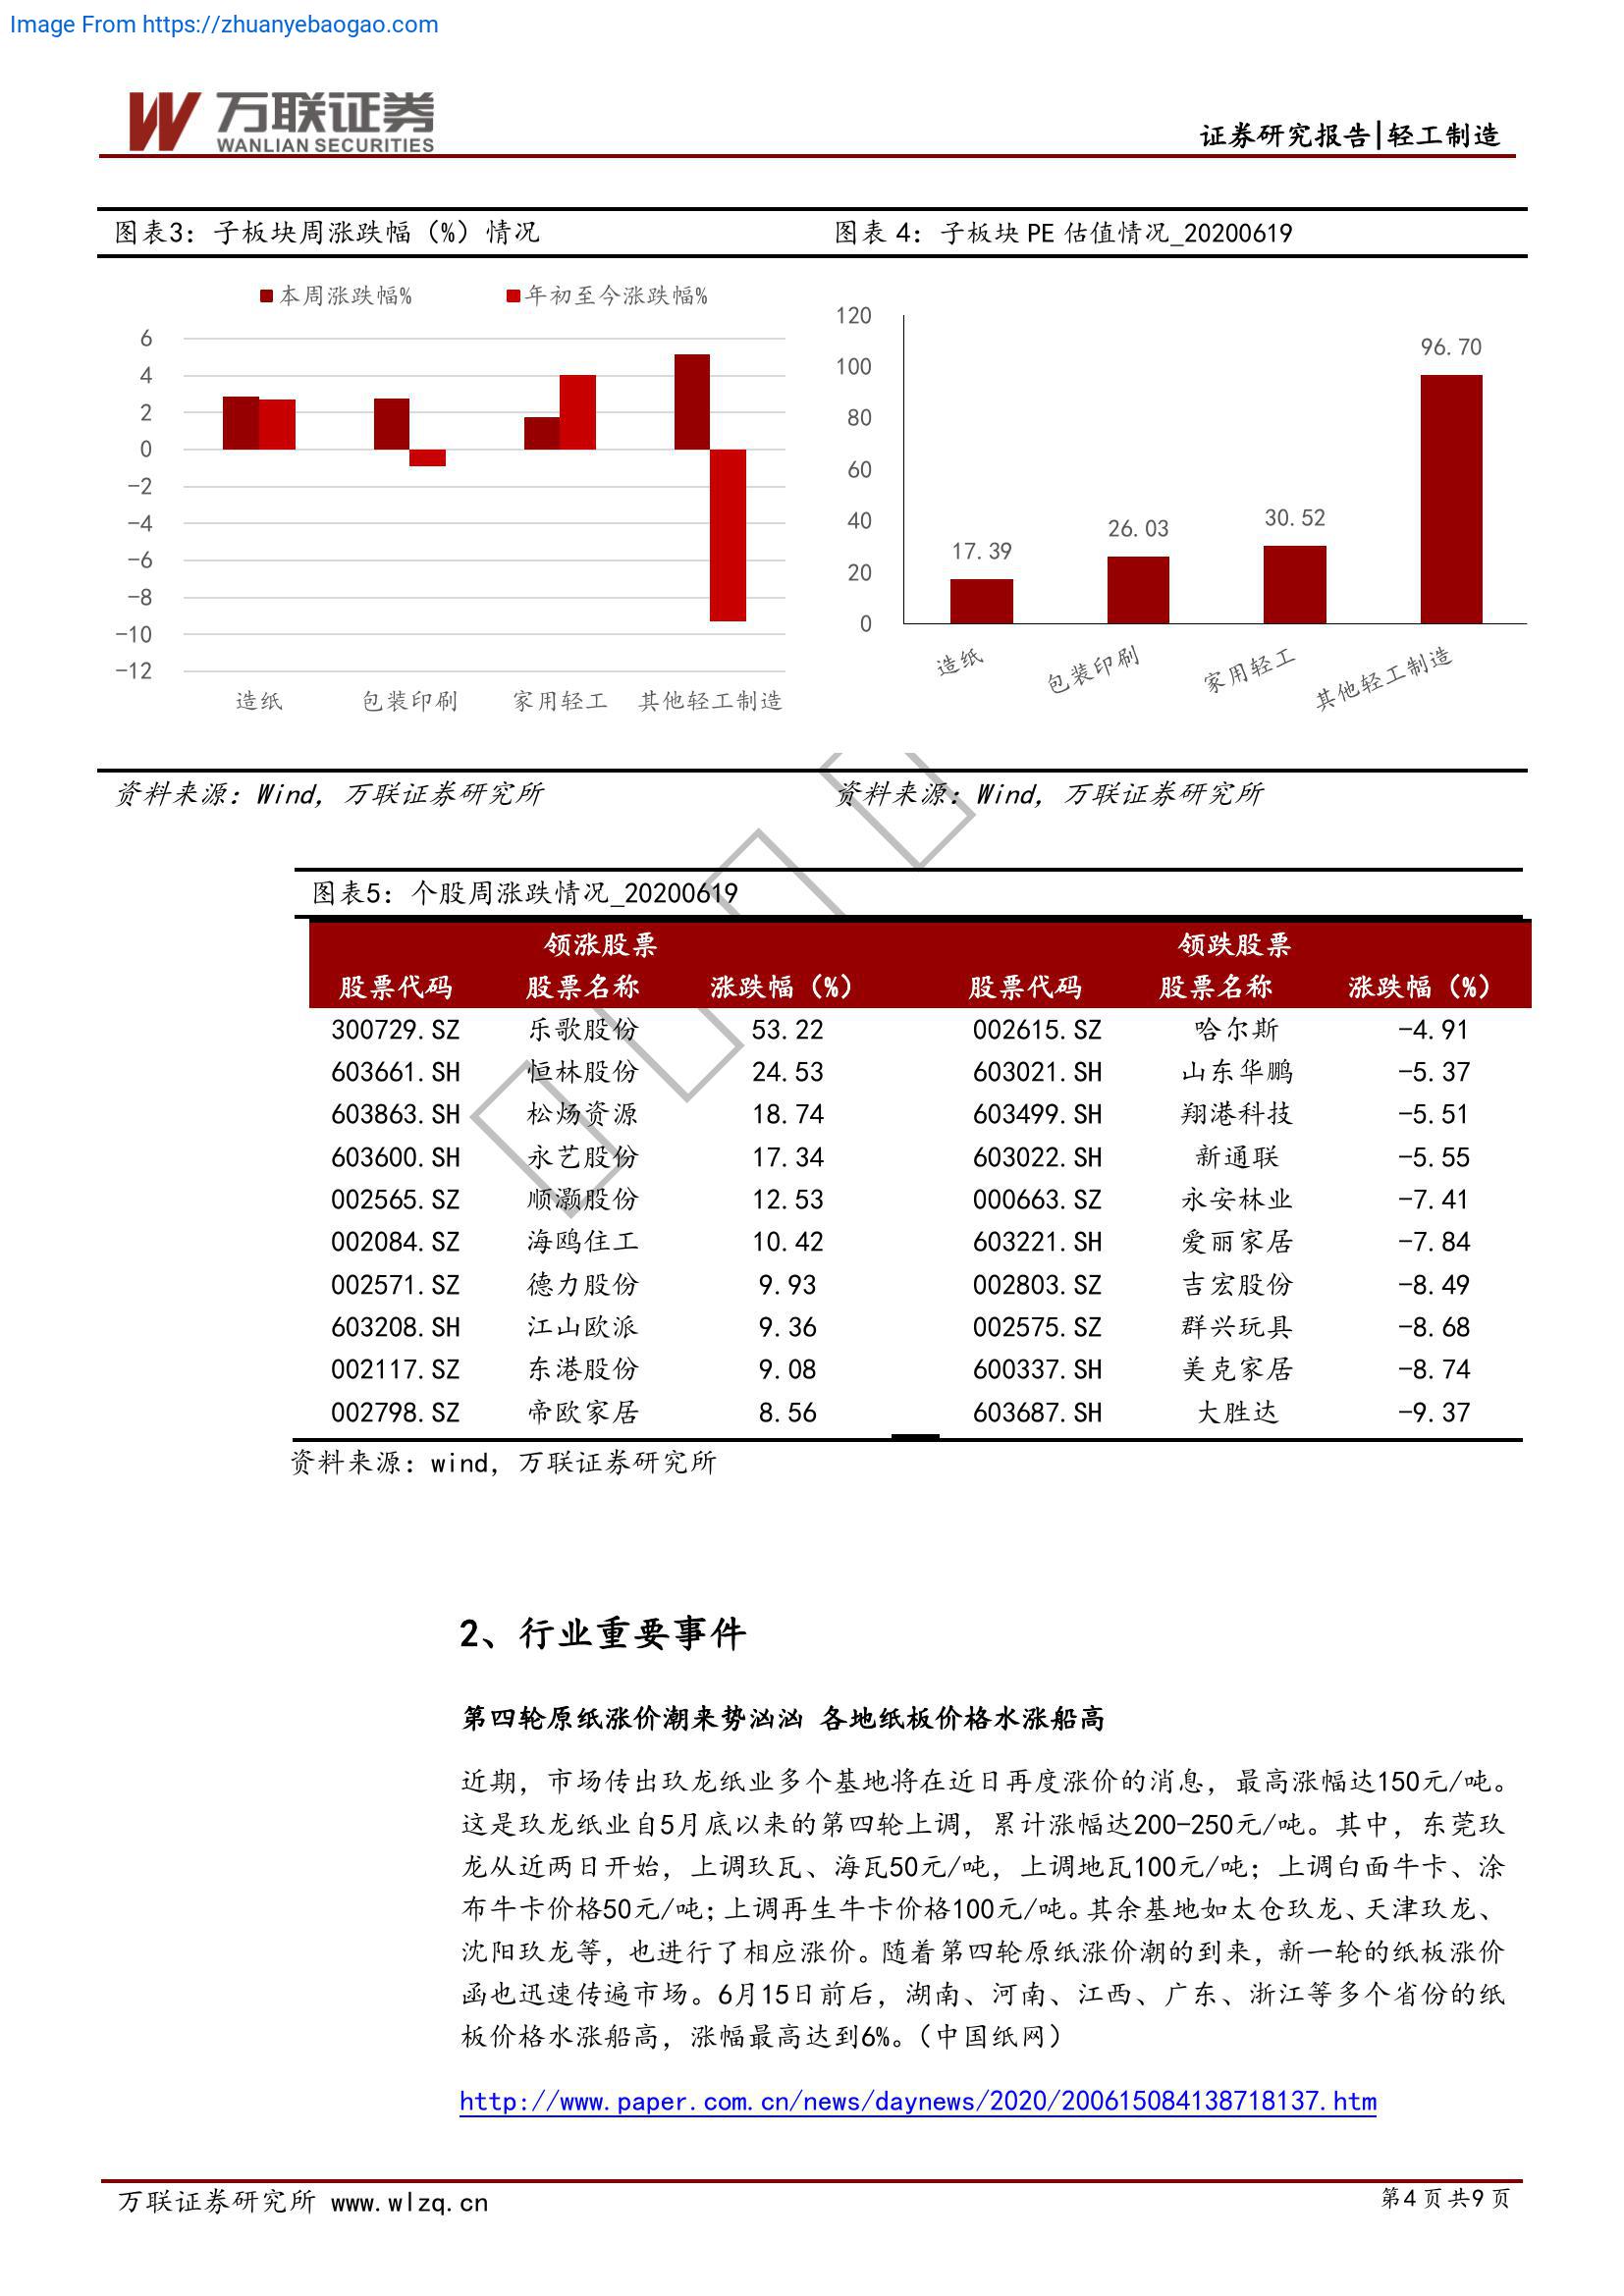 Image From https://zhuanyebaogao.com
万联证券
WANLIAN SECURITIES
证券研究报告|轻工制造
图表3：子板块周涨跌幅（%）情况
图表 4：子板块 PE 估值情况_20200619
本周涨跌幅% 年初至今涨跌幅%
6
4
2
0
-2
-4
-6
-8
-10
-12
造纸 包装印刷 家用轻工 其他轻工制造
120
100
80
60
40
20
0
17.39 26.03 30.52 96.70
造纸 包装印刷 家用轻工 其他轻工制造
资料来源：Wind，万联证券研究所
资料来源：Wind，万联证券研究所
图表5：个股周涨跌情况_20200619
领涨股票 领跌股票
股票代码 股票名称 涨跌幅（%） 股票代码 股票名称 涨跌幅（%）
300729.SZ 乐歌股份 53.22 002615.SZ 哈尔斯 -4.91
603661.SH 恒林股份 24.53 603021.SH 山东华鹏 -5.37
603863.SH 松炀资源 18.74 603499.SH 翔港科技 -5.51
603600.SH 永艺股份 17.34 603022.SH 新通联 -5.55
002565.SZ 顺灏股份 12.53 000663.SZ 永安林业 -7.41
002084.SZ 海鸥住工 10.42 603221.SH 爱丽家居 -7.84
002571.SZ 德力股份 9.93 002803.SZ 吉宏股份 -8.49
603208.SH 江山欧派 9.36 002575.SZ 群兴玩具 -8.68
002117.SZ 东港股份 9.08 600337.SH 美克家居 -8.74
002798.SZ 帝欧家居 8.56 603687.SH 大胜达 -9.37
资料来源：wind，万联证券研究所
2、行业重要事件
第四轮原纸涨价潮来势汹汹 各地纸板价格水涨船高
近期，市场传出玖龙纸业多个基地将在近日再度涨价的消息，最高涨幅达150元/吨。
这是玖龙纸业自5月底以来的第四轮上调，累计涨幅达200-250元/吨。其中，东莞玖
龙从近两日开始，上调玖瓦、海瓦50元/吨，上调地瓦100元/吨；上调白面牛卡、涂
布牛卡价格50元/吨；上调再生牛卡价格100元/吨。其余基地如太仓玖龙、天津玖龙、
沈阳玖龙等，也进行了相应涨价。随着第四轮原纸涨价潮的到来，新一轮的纸板涨价
函也迅速传遍市场。6月15日前后，湖南、河南、江西、广东、浙江等多个省份的纸
板价格水涨船高，涨幅最高达到6%。（中国纸网）
http://www.paper.com.cn/news/daynews/2020/200615084138718137.htm
万联证券研究所 www.wlzq.cn
第 4 页 共 9 页